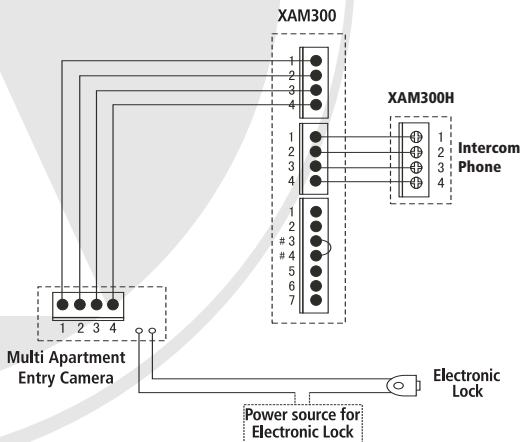 XAM300
1
2
3
4
XAM300H
1
2
3
4
1
2
3
4
Intercom
Phone
1
2
#3
#4
5
6
7
1 2 3 4
Multi Apartment
Entry Camera
Electronic
Lock
Power source for
Electronic Lock